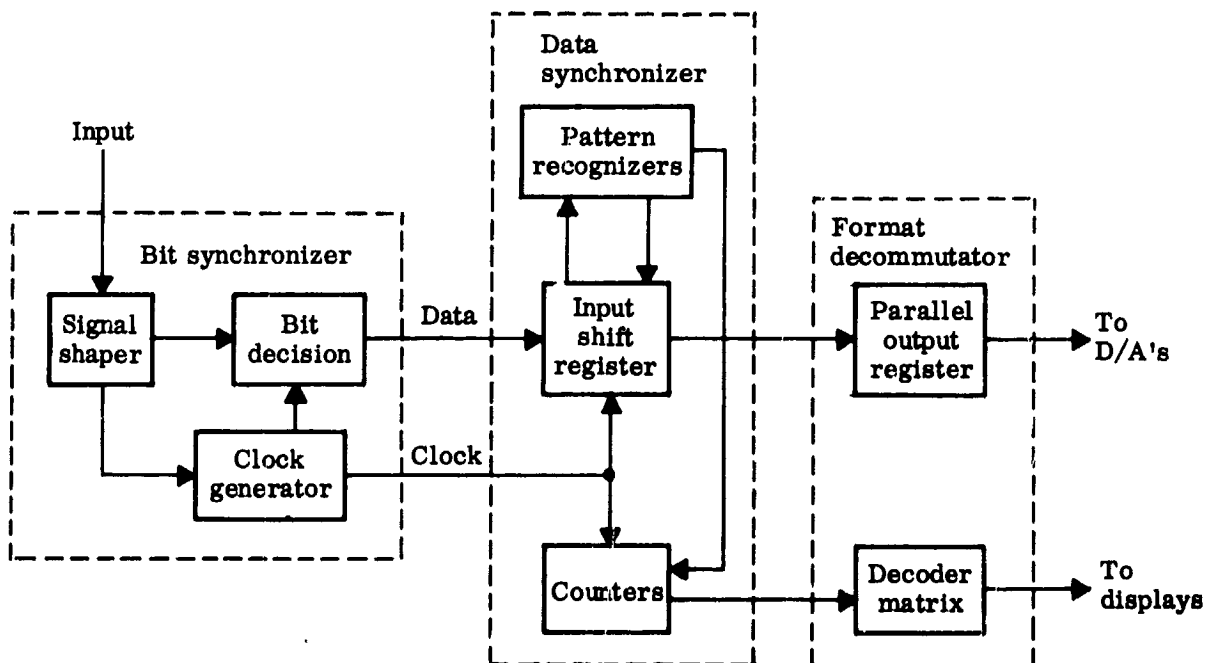 Data
synchronizer
Input
Pattern
recognizers
Format
decommutator
Bit synchronizer
Signal
shaper
Bit
decision
Data
Input
shift
register
Parallel
output
register
To
D/A's
Clock
generator
Clock
Counters
Decoder
matrix
To
displays